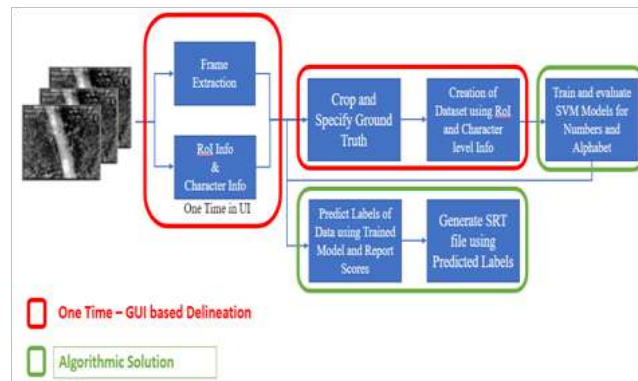 Frame
Extraction
RoI Info
&
Character Info
One Time in UI
Crop and
Specify Ground
Truth
Creation of
Dataset using RoI
and Character
level Info
Train and evaluate
SVM Models for
Numbers and
Alphabet
Predict Labels of
Data using Trained
Model and Report
Scores
Generate SRT
file using
Predicted Labels
One Time – GUI based Delineation
Algorithmic Solution